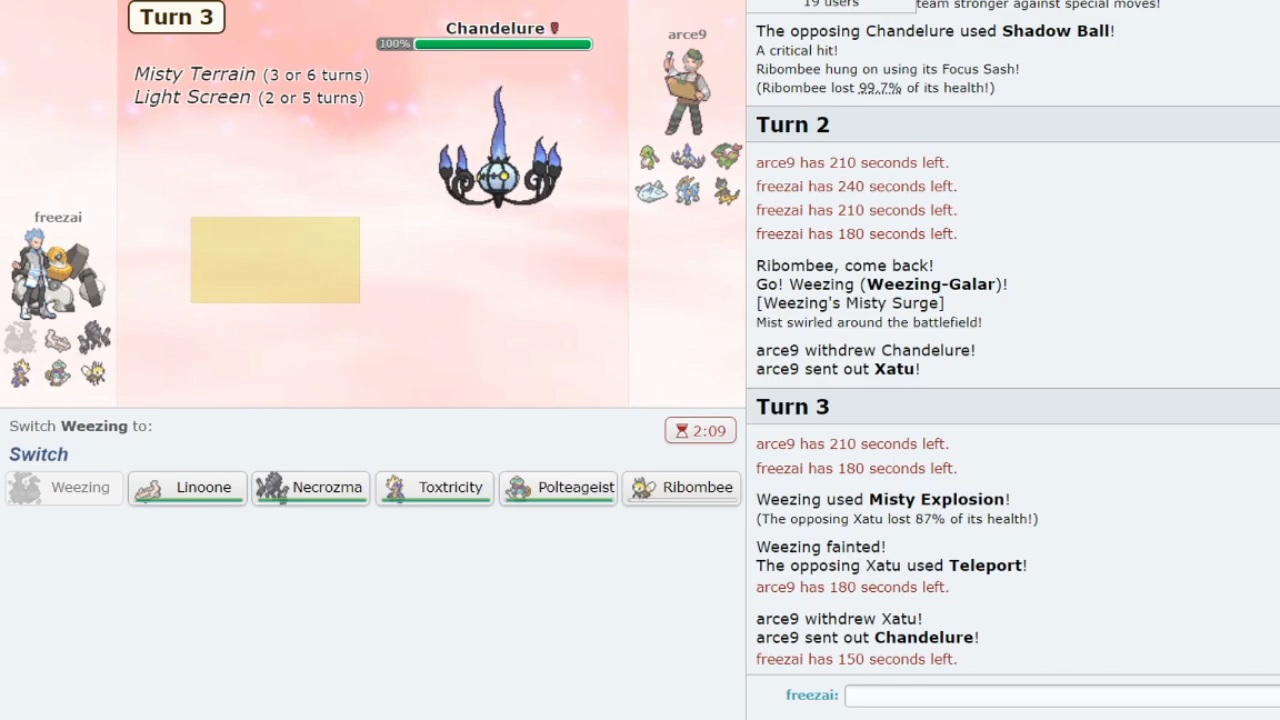 Turn 3
Chandelure
100%
Misty Terrain (3 or 6 turns)
Light Screen (2 or 5 turns)
arce9
freezai
Switch Weezing to:
2:09
Switch
Weezing
Linoone
Necrozma
Toxtricity
Polteageist
Ribombee
19 users
team stronger against special moves!
The opposing Chandelure used Shadow Ball!
A critical hit!
Ribombee hung on using its Focus Sash!
(Ribombee lost 99.7% of its health!)
Turn 2
arce9 has 210 seconds left.
freezai has 240 seconds left.
freezai has 210 seconds left.
freezai has 180 seconds left.
Ribombee, come back!
Go! Weezing (Weezing-Galar)!
[Weezing's Misty Surge]
Mist swirled around the battlefield!
arce9 withdrew Chandelure!
arce9 sent out Xatu!
Turn 3
arce9 has 210 seconds left.
freezai has 180 seconds left.
Weezing used Misty Explosion!
(The opposing Xatu lost 87% of its health!)
Weezing fainted!
The opposing Xatu used Teleport!
arce9 has 180 seconds left.
arce9 withdrew Xatu!
arce9 sent out Chandelure!
freezai has 150 seconds left.
freezai: